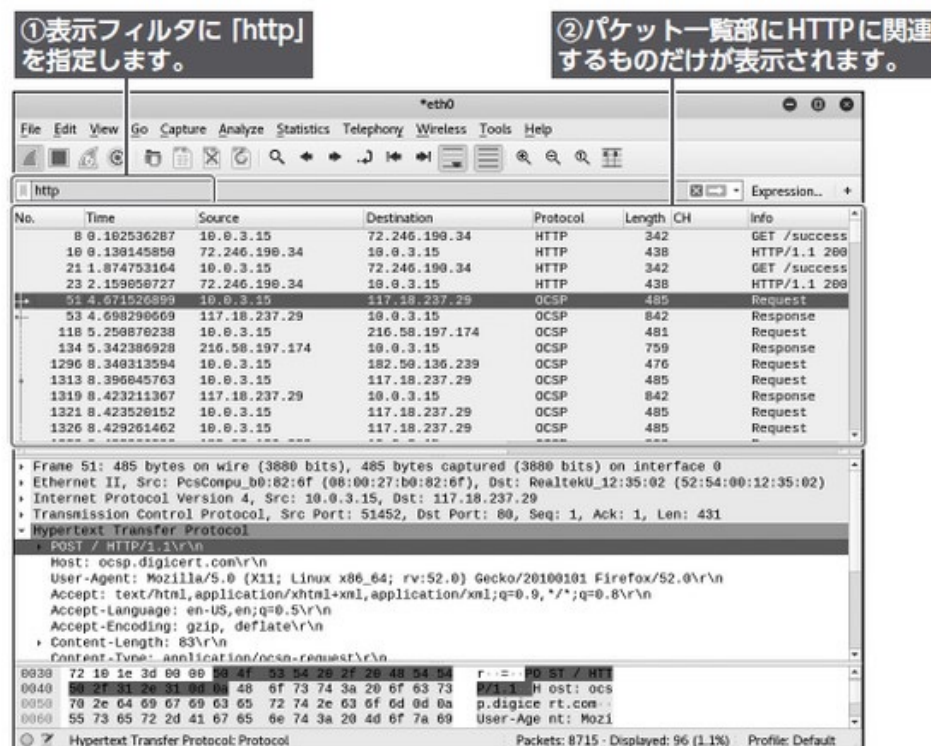 ①表示フィルタに「http」
を指定します。
②パケット一覧部にHTTPに関連
するものだけが表示されます。
*eth0
File Edit View Go Capture Analyze Statistics Telephony Wireless Tools Help
http Expression... +
No. Time Source Destination Protocol Length CH Info
8 0.102536287 10.0.3.15 72.246.190.34 HTTP 342 GET /success
10 0.130145850 72.246.190.34 10.0.3.15 HTTP 438 HTTP/1.1 200
21 1.874753164 10.0.3.15 72.246.190.34 HTTP 342 GET /success
23 2.159050727 72.246.190.34 10.0.3.15 HTTP 438 HTTP/1.1 200
51 4.671526899 10.0.3.15 117.18.237.29 OCSP 485 Request
53 4.698290669 117.18.237.29 10.0.3.15 OCSP 842 Response
118 5.250870238 10.0.3.15 216.58.197.174 OCSP 481 Request
134 5.342386928 216.58.197.174 10.0.3.15 OCSP 759 Response
1296 8.340313594 10.0.3.15 182.50.136.239 OCSP 476 Request
1313 8.396045763 10.0.3.15 117.18.237.29 OCSP 485 Request
1319 8.423211367 117.18.237.29 10.0.3.15 OCSP 842 Response
1321 8.423520152 10.0.3.15 117.18.237.29 OCSP 485 Request
1326 8.429261462 10.0.3.15 117.18.237.29 OCSP 485 Request
Frame 51: 485 bytes on wire (3880 bits), 485 bytes captured (3880 bits) on interface 0
Ethernet II, Src: PcsCompu_b0:82:6f (08:00:27:b0:82:6f), Dst: RealtekU_12:35:02 (52:54:00:12:35:02)
Internet Protocol Version 4, Src: 10.0.3.15, Dst: 117.18.237.29
Transmission Control Protocol, Src Port: 51452, Dst Port: 80, Seq: 1, Ack: 1, Len: 431
Hypertext Transfer Protocol
POST / HTTP/1.1\r\n
Host: ocsp.digicert.com\r\n
User-Agent: Mozilla/5.0 (X11; Linux x86_64; rv:52.0) Gecko/20100101 Firefox/52.0\r\n
Accept: text/html,application/xhtml+xml,application/xml;q=0.9,*/*;q=0.8\r\n
Accept-Language: en-US,en;q=0.5\r\n
Accept-Encoding: gzip, deflate\r\n
Content-Length: 83\r\n
Content-Type: application/ocsp-request\r\n
0030 72 10 1e 3d 00 00 50 4f 53 54 20 2f 20 48 54 54 r··=··PO ST / HTT
0040 50 2f 31 2e 31 0d 0a 48 6f 73 74 3a 20 6f 63 73 P/1.1··H ost: ocs
0050 70 2e 64 69 67 69 63 65 72 74 2e 63 6f 6d 0d 0a p.digice rt.com··
0060 55 73 65 72 2d 41 67 65 6e 74 3a 20 4d 6f 7a 69 User-Age nt: Mozi
Hypertext Transfer Protocol: Protocol Packets: 8715 · Displayed: 96 (1.1%) Profile: Default